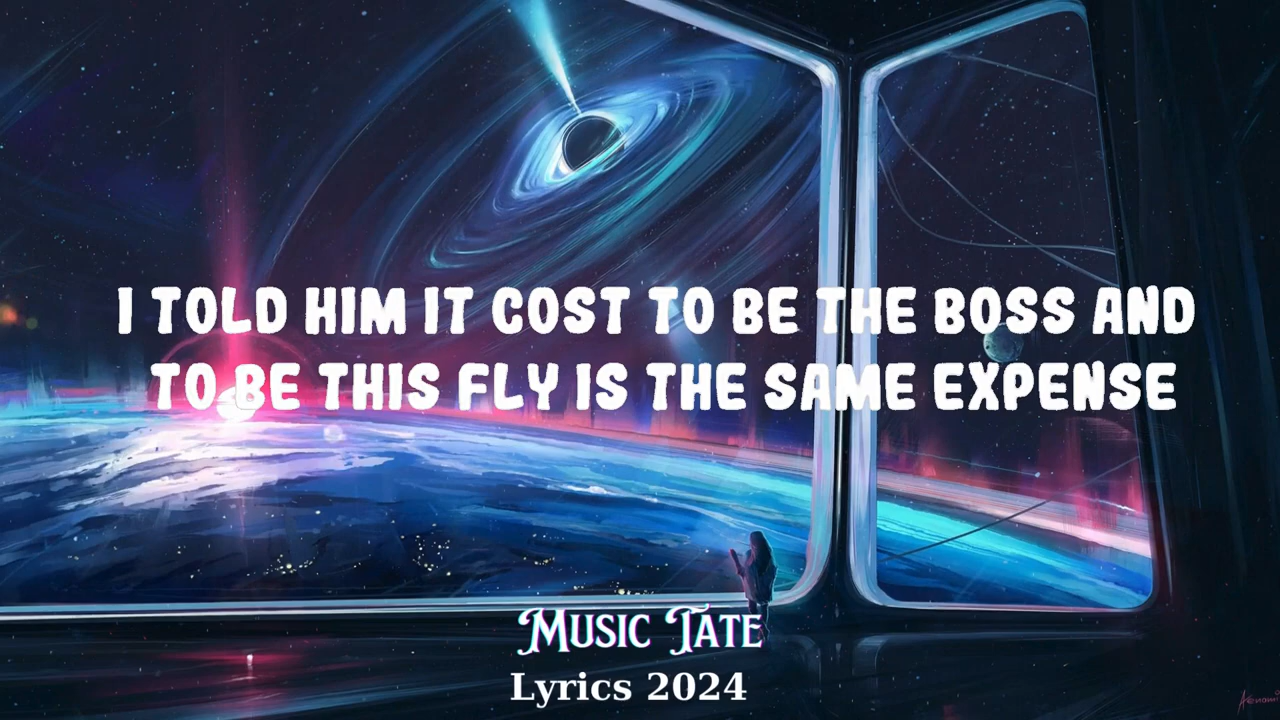 I TOLD HIM IT COST TO BE THE BOSS AND
TO BE THIS FLY IS THE SAME EXPENSE
MUSIC TATE
Lyrics 2024